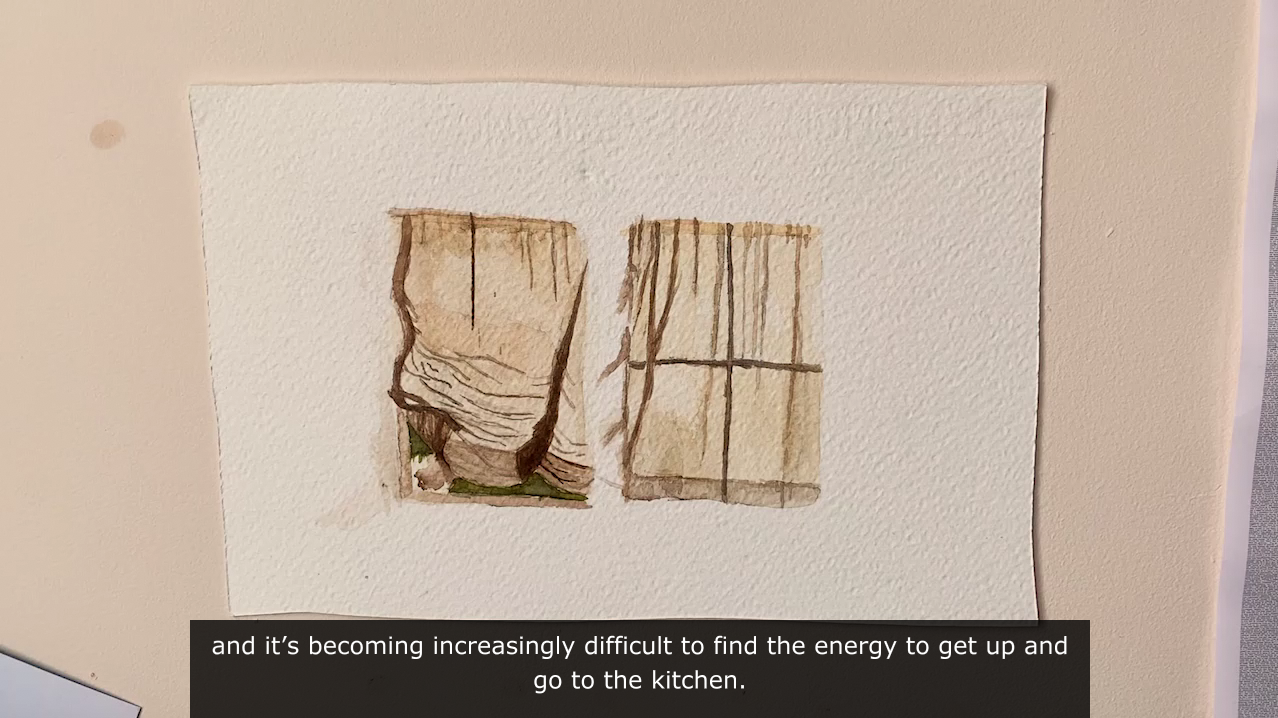 and it’s becoming increasingly difficult to find the energy to get up and
go to the kitchen.